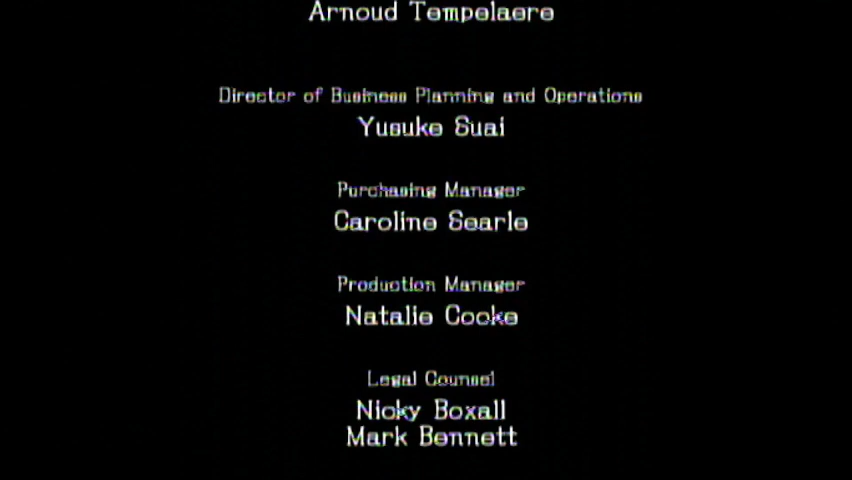 Arnoud Tempelaere
Director of Business Planning and Operations
Yusuke Suai
Purchasing Manager
Caroline Searle
Production Manager
Natalie Cooke
Legal Counsel
Nicky Boxall
Mark Bennett